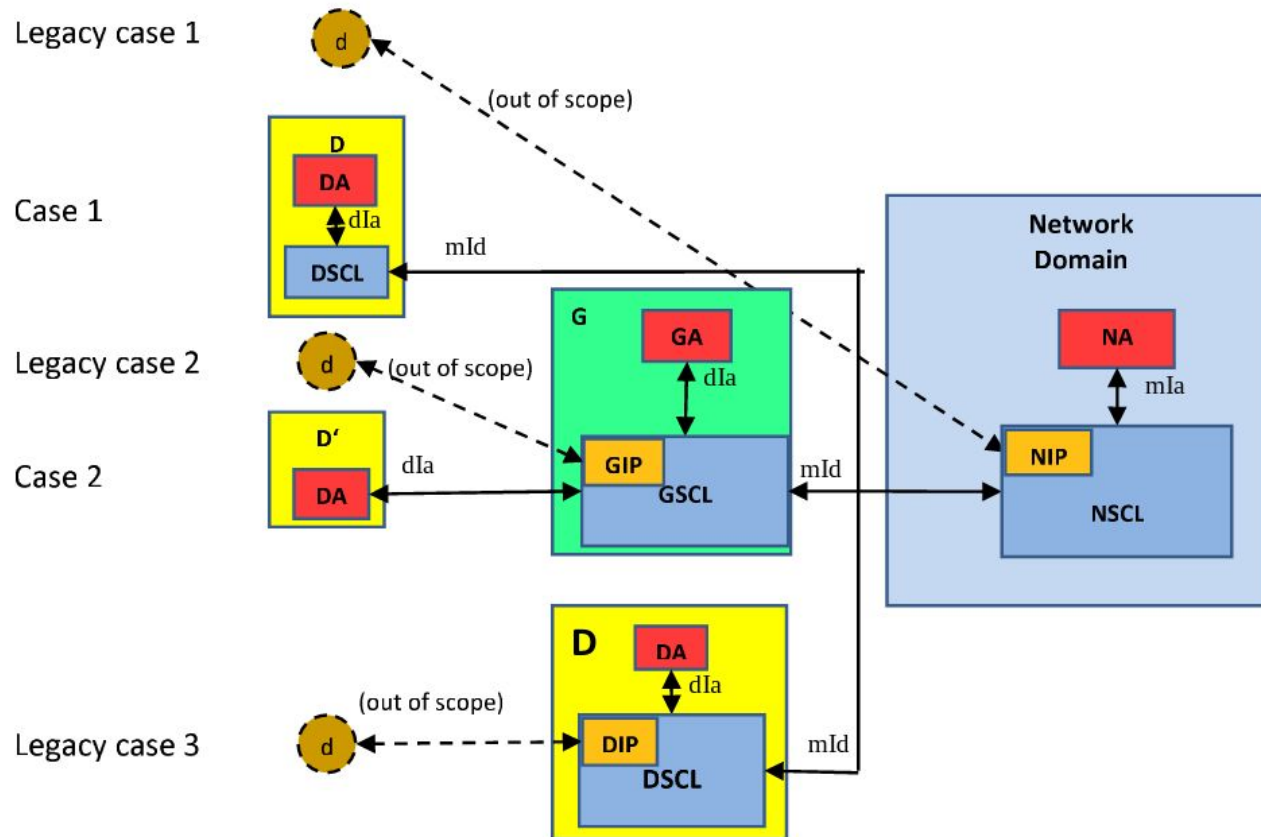 Legacy case 1
d
(out of scope)
D
DA
dIa
DSCL
Case 1
mId
Network
Domain
G
GA
dIa
NA
mIa
Legacy case 2
d
(out of scope)
D‘
DA
Case 2
dIa
GIP
GSCL
mId
NIP
NSCL
D
DA
dIa
(out of scope)
Legacy case 3
d
DIP
DSCL
mId